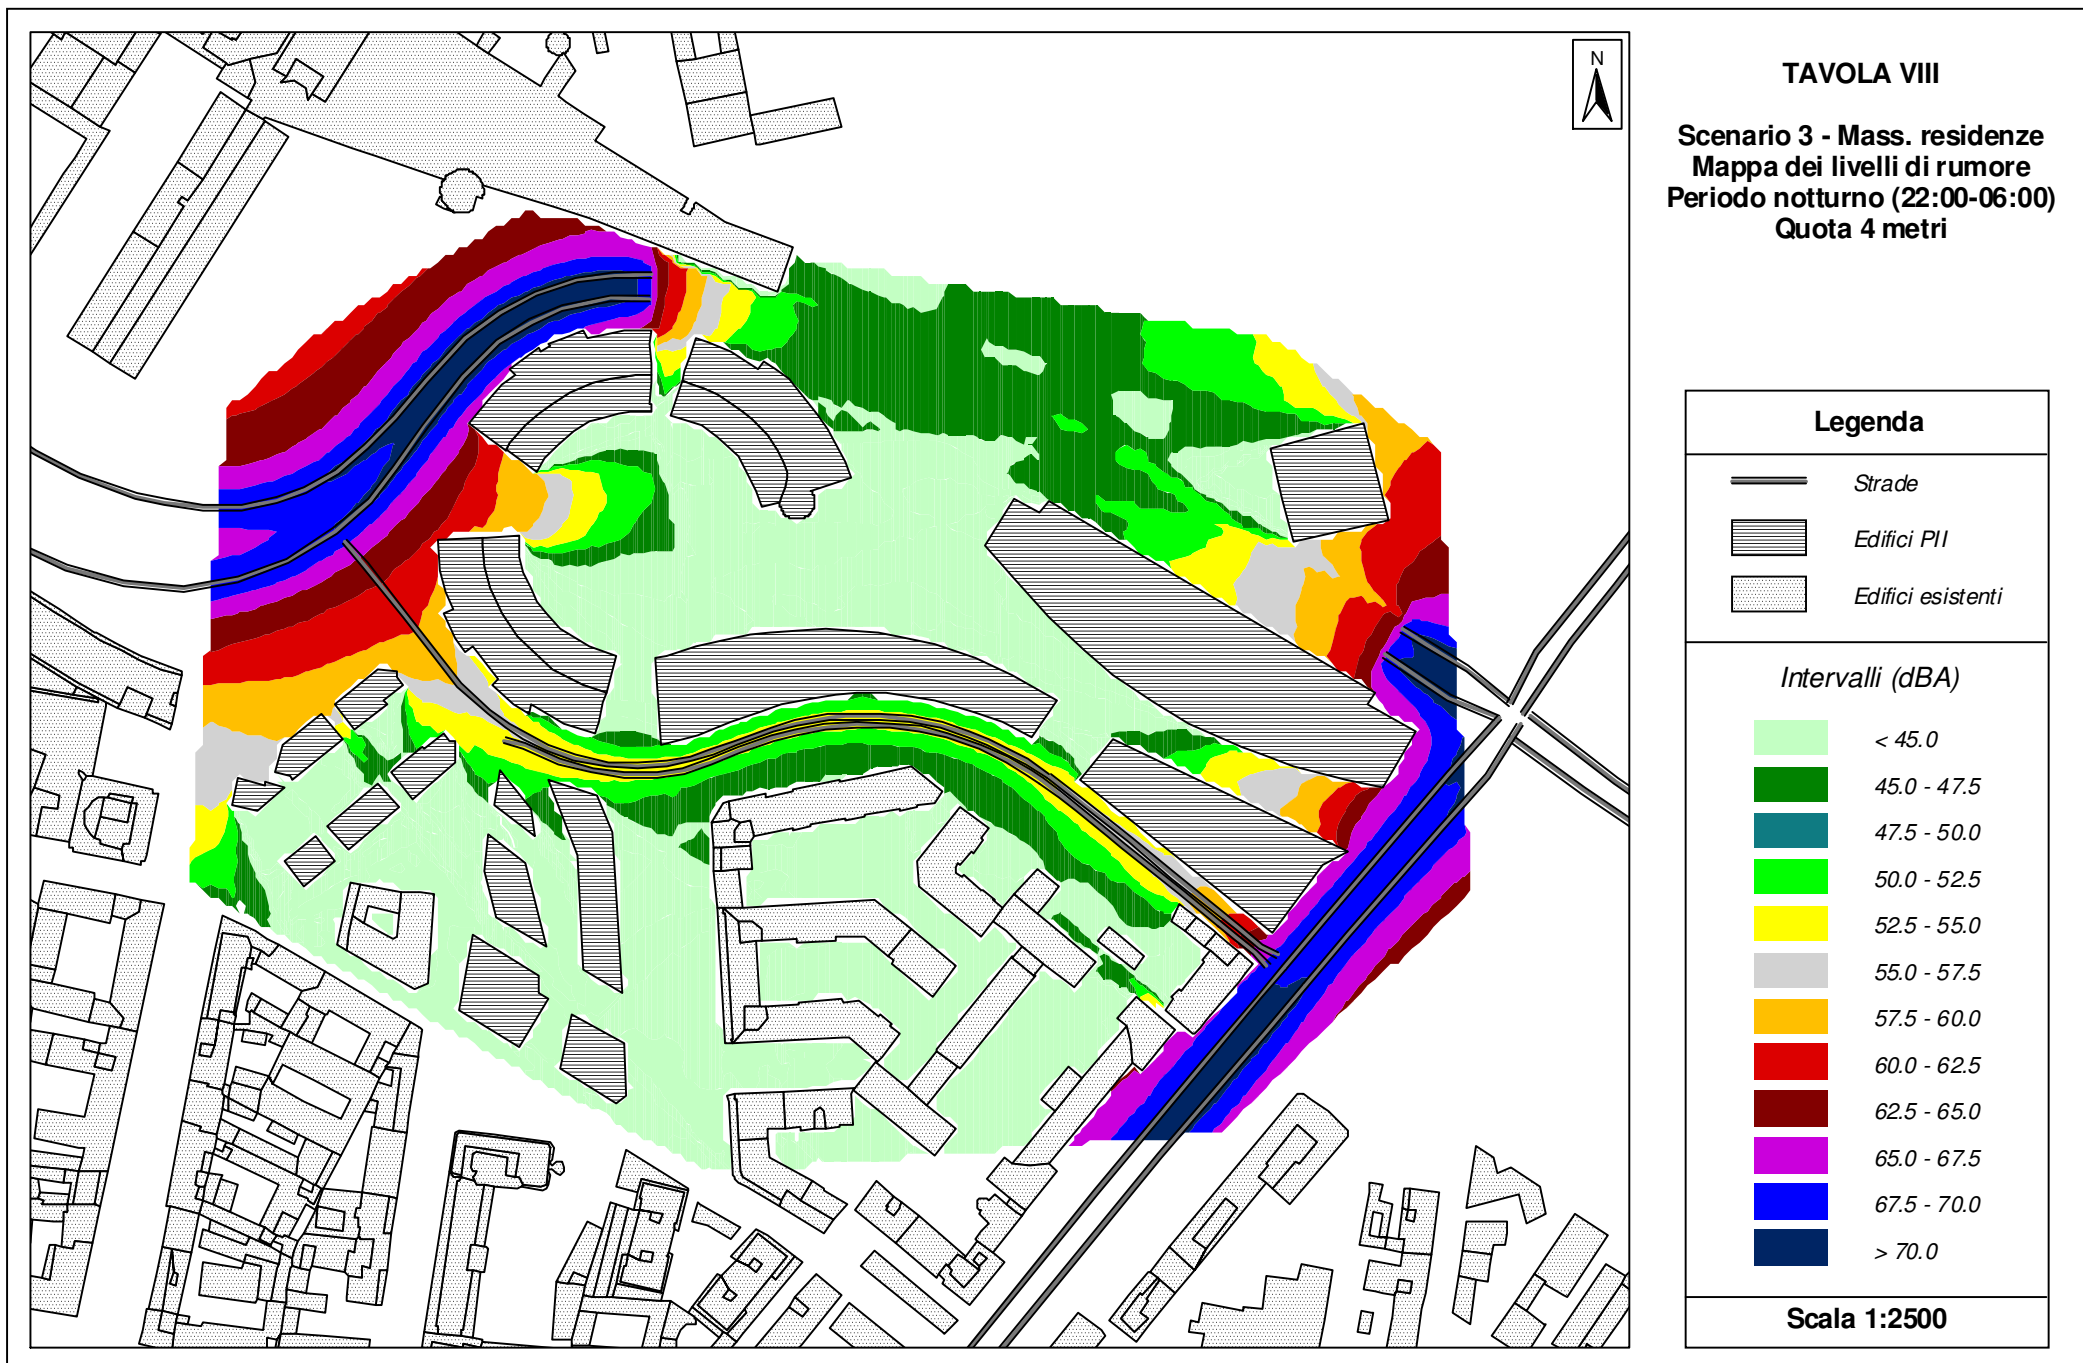 N
TAVOLA VIII
Scenario 3 - Mass. residenze
Mappa dei livelli di rumore
Periodo notturno (22:00-06:00)
Quota 4 metri
Legenda
Strade
Edifici PII
Edifici esistenti
Intervalli (dBA)
< 45.0
45.0 - 47.5
47.5 - 50.0
50.0 - 52.5
52.5 - 55.0
55.0 - 57.5
57.5 - 60.0
60.0 - 62.5
62.5 - 65.0
65.0 - 67.5
67.5 - 70.0
> 70.0
Scala 1:2500